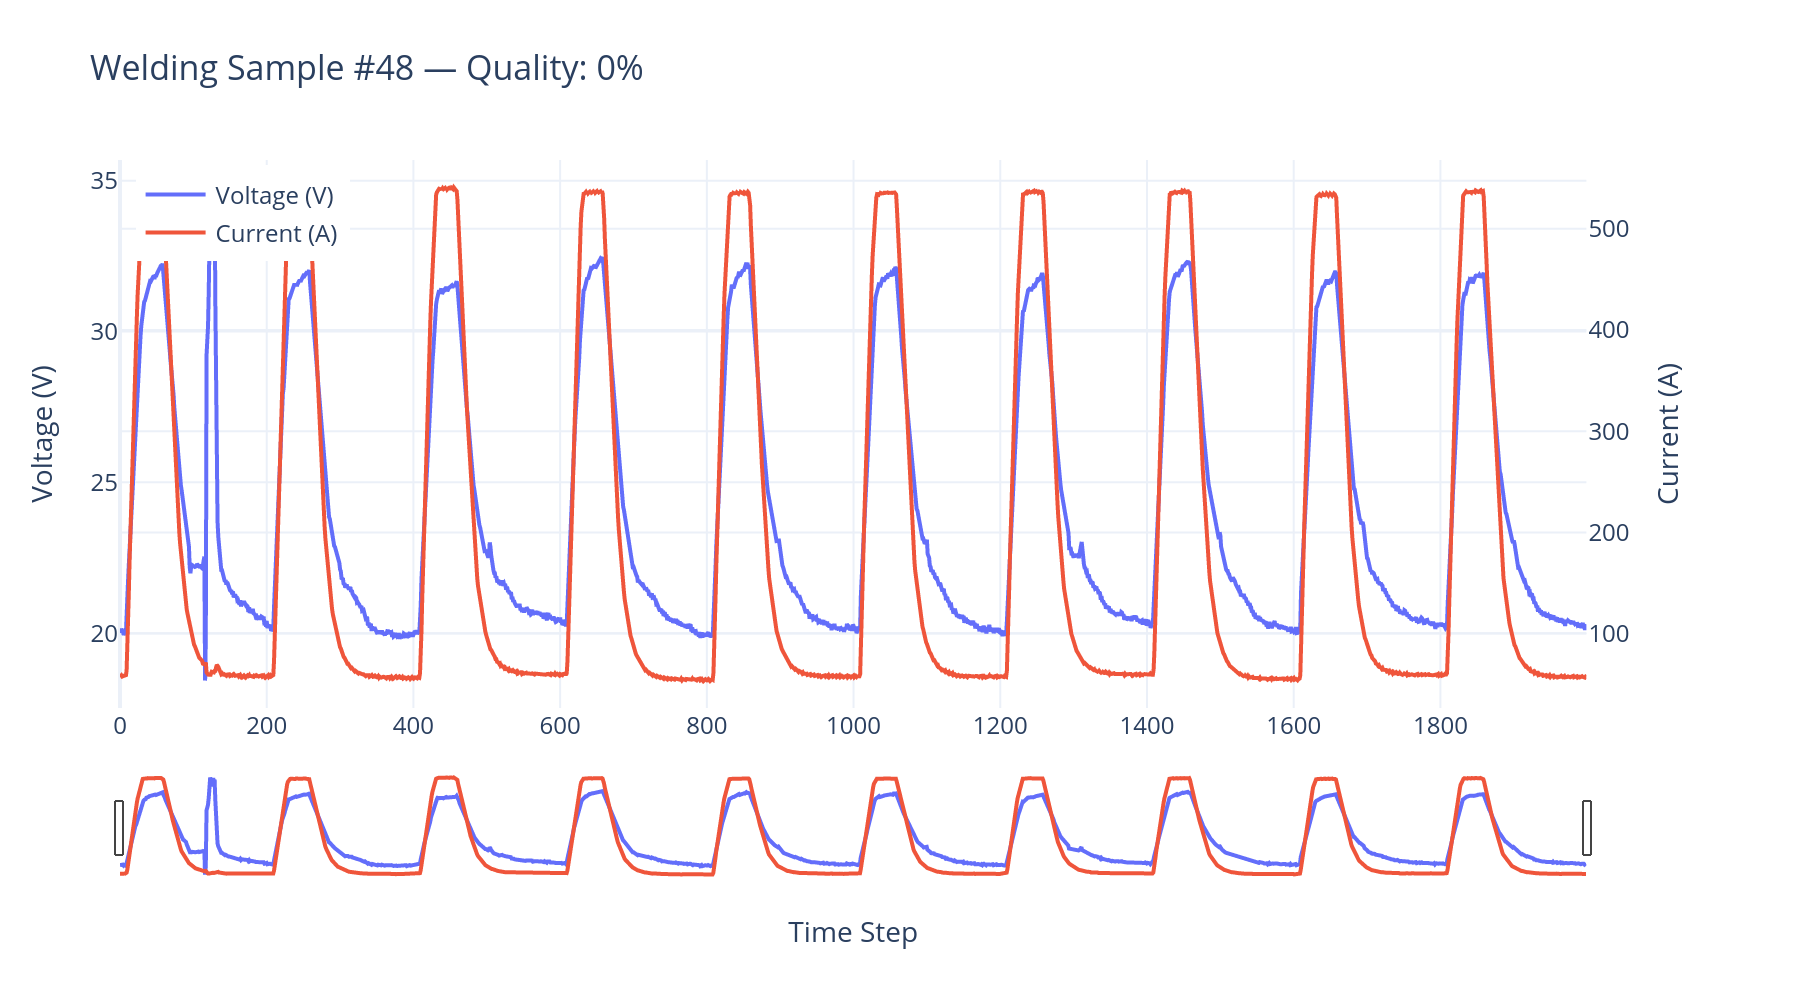 Welding Sample #48 — Quality: 0%
Voltage (V)
Current (A)
35
30
25
20
500
400
300
200
100
Voltage (V)
Current (A)
0 200 400 600 800 1000 1200 1400 1600 1800
Time Step